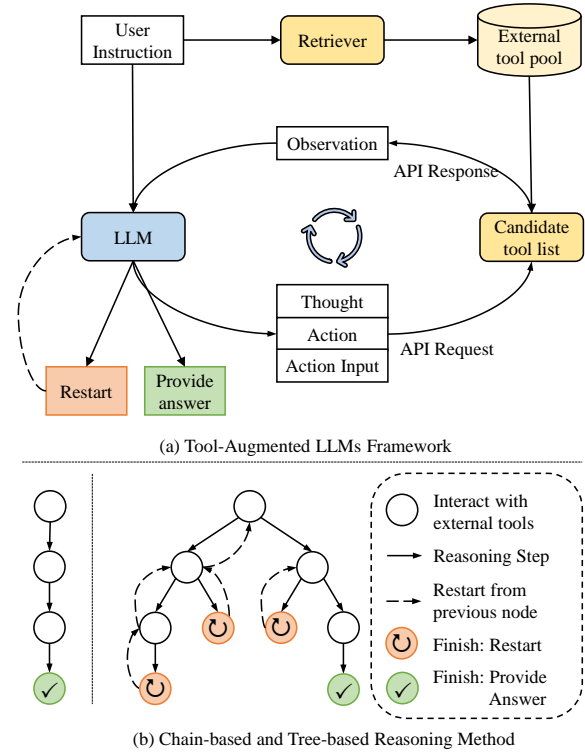 User
Instruction
Retriever
External
tool pool
Observation
API Response
LLM
Candidate
tool list
Thought
Action
API Request
Action Input
Restart
Provide
answer
(a) Tool-Augmented LLMs Framework
Interact with
external tools
Reasoning Step
Restart from
previous node
Finish: Restart
Finish: Provide
Answer
(b) Chain-based and Tree-based Reasoning Method